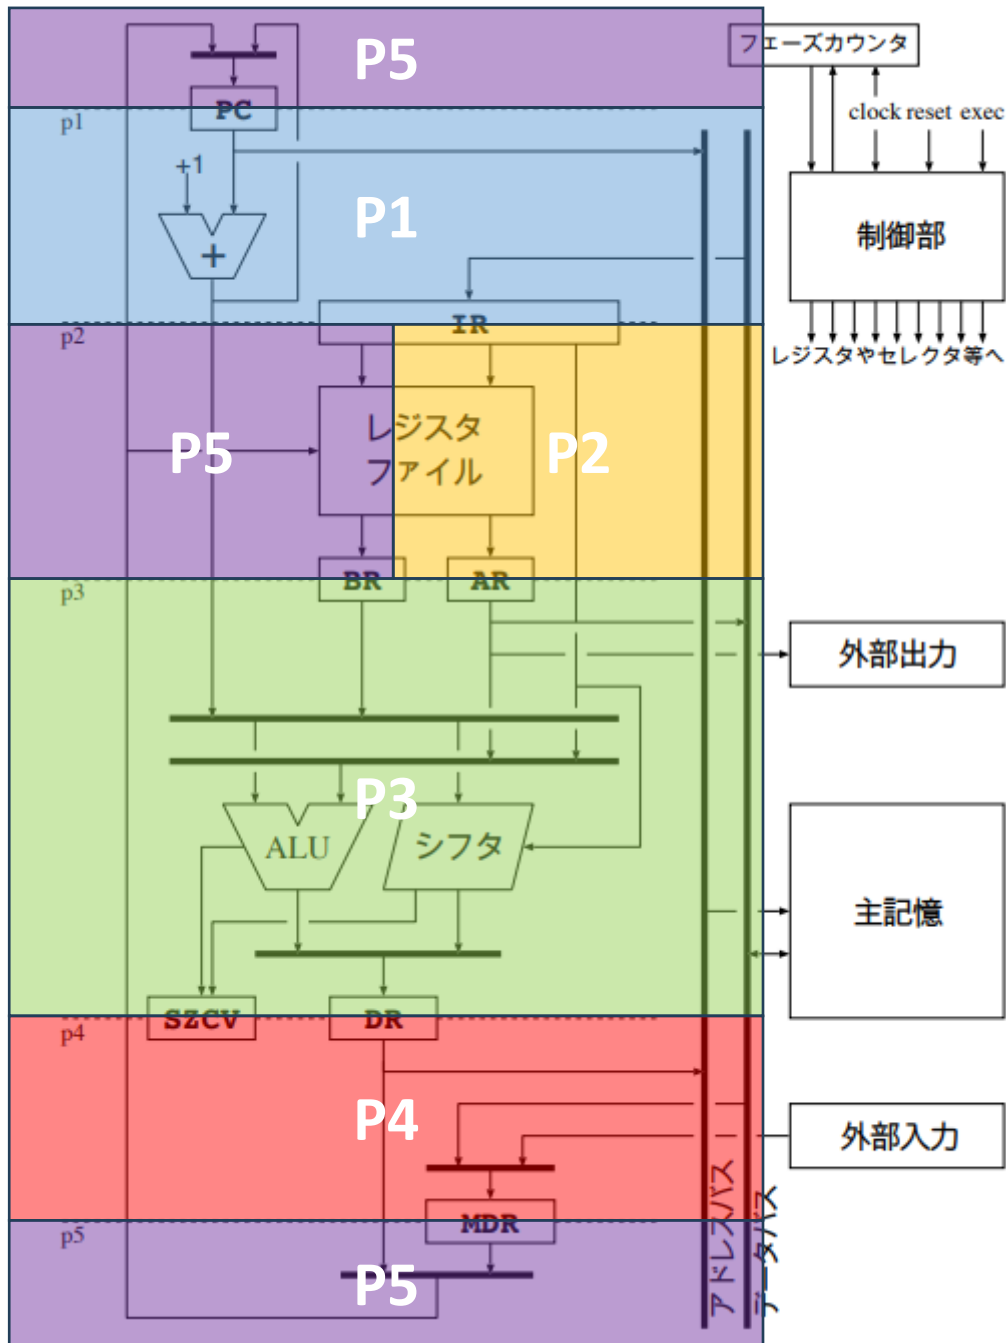 P5
フェーズカウンタ
PC
p1
clock reset exec
+1
P1
+
制御部
IR
p2
レジスタやセレクタ等へ
レジスタ
ファイル
P5
P2
BR
AR
p3
外部出力
P3
ALU
シフタ
主記憶
SZCV
DR
p4
P4
外部入力
アドレスバス
データバス
MDR
p5
P5